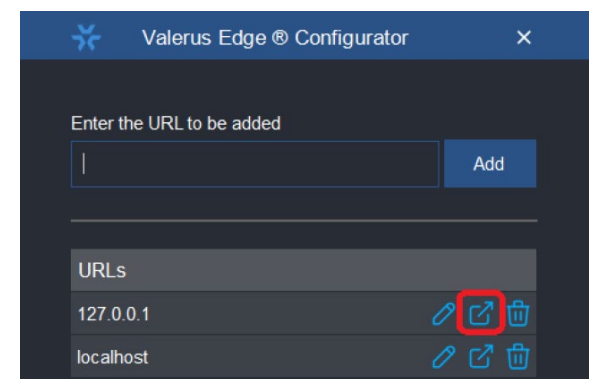 Valerus Edge ® Configurator
Enter the URL to be added
Add
URLs
127.0.0.1
localhost